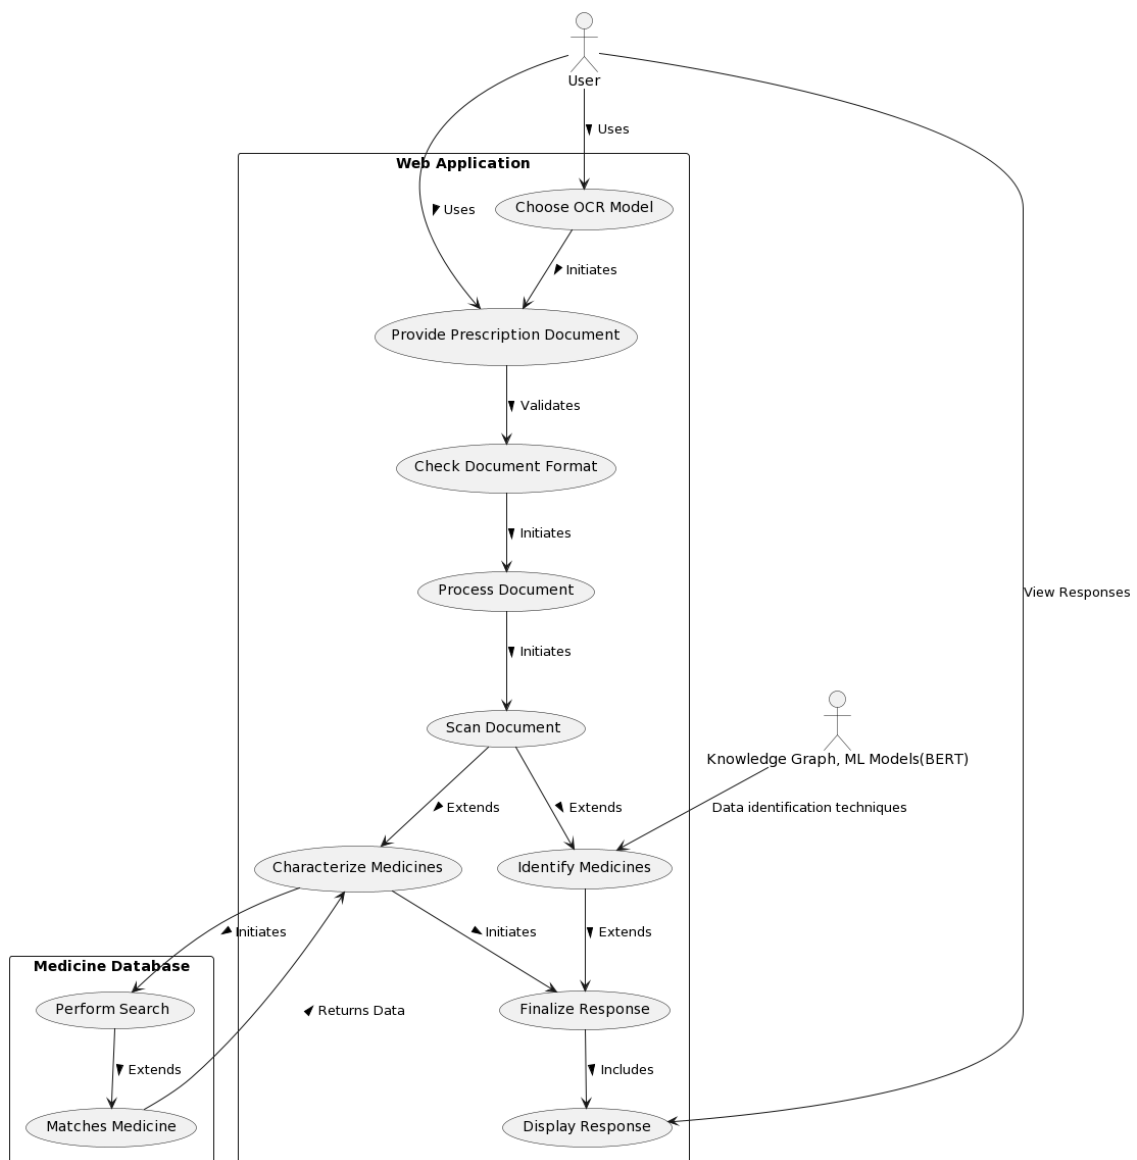 User
Uses
Web Application
Choose OCR Model
Uses
Initiates
Provide Prescription Document
Validates
Check Document Format
Initiates
Process Document
View Responses
Initiates
Scan Document
Knowledge Graph, ML Models(BERT)
Extends
Extends
Data identification techniques
Characterize Medicines
Identify Medicines
Initiates
Initiates
Extends
Medicine Database
Perform Search
Returns Data
Finalize Response
Extends
Includes
Matches Medicine
Display Response